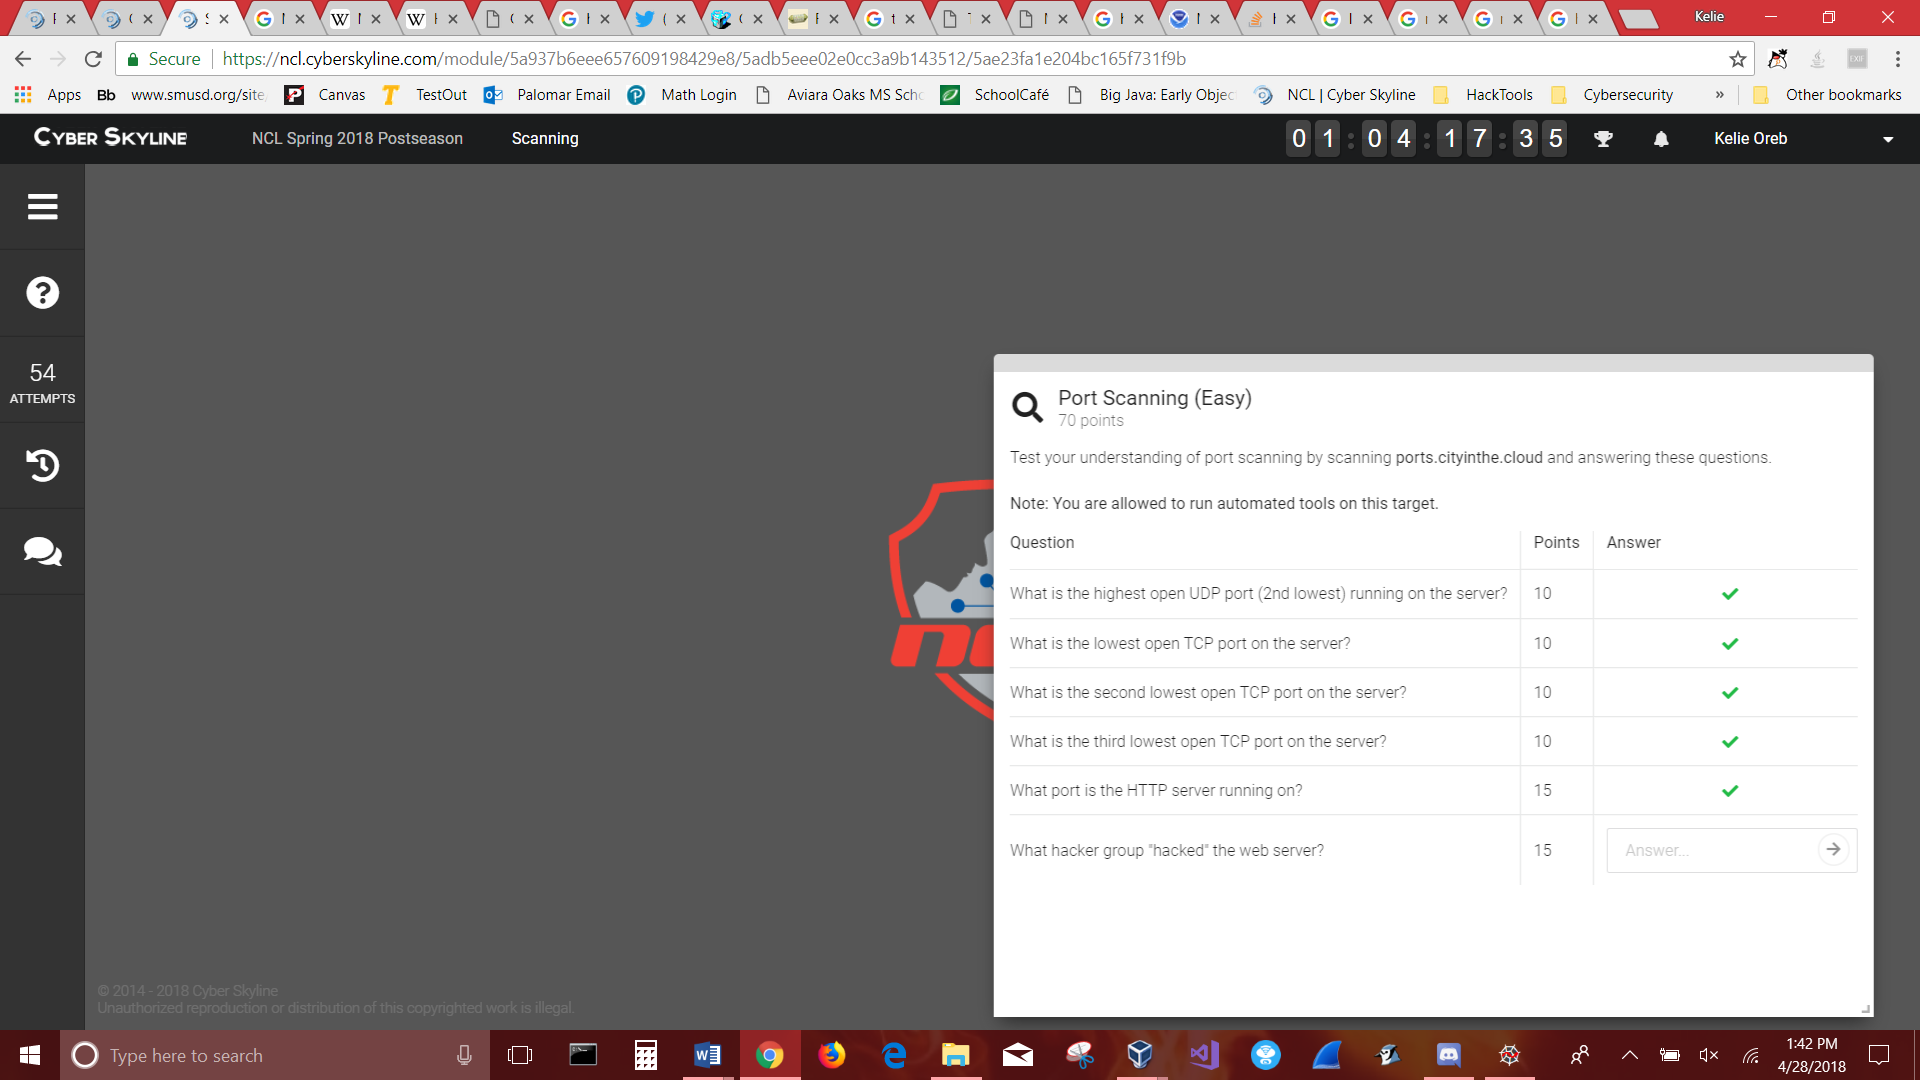 Kelie
Secure
https://ncl.cyberskyline.com/module/5a937b6eee657609198429e8/5adb5eee02e0cc3a9b143512/5ae23fa1e204bc165f731f9b
Apps Bb www.smusd.org/site Canvas TestOut Palomar Email Math Login Aviara Oaks MS Scho SchoolCafé Big Java: Early Objec NCL | Cyber Skyline HackTools Cybersecurity » Other bookmarks
CYBER SKYLINE NCL Spring 2018 Postseason Scanning 01:04:17:35 Kelie Oreb
54
ATTEMPTS
Port Scanning (Easy)
70 points
Test your understanding of port scanning by scanning ports.cityinthe.cloud and answering these questions.
Note: You are allowed to run automated tools on this target.
Question Points Answer
What is the highest open UDP port (2nd lowest) running on the server? 10
What is the lowest open TCP port on the server? 10
What is the second lowest open TCP port on the server? 10
What is the third lowest open TCP port on the server? 10
What port is the HTTP server running on? 15
What hacker group "hacked" the web server? 15 Answer...
© 2014 - 2018 Cyber Skyline
Unauthorized reproduction or distribution of this copyrighted work is illegal.
Type here to search
1:42 PM
4/28/2018